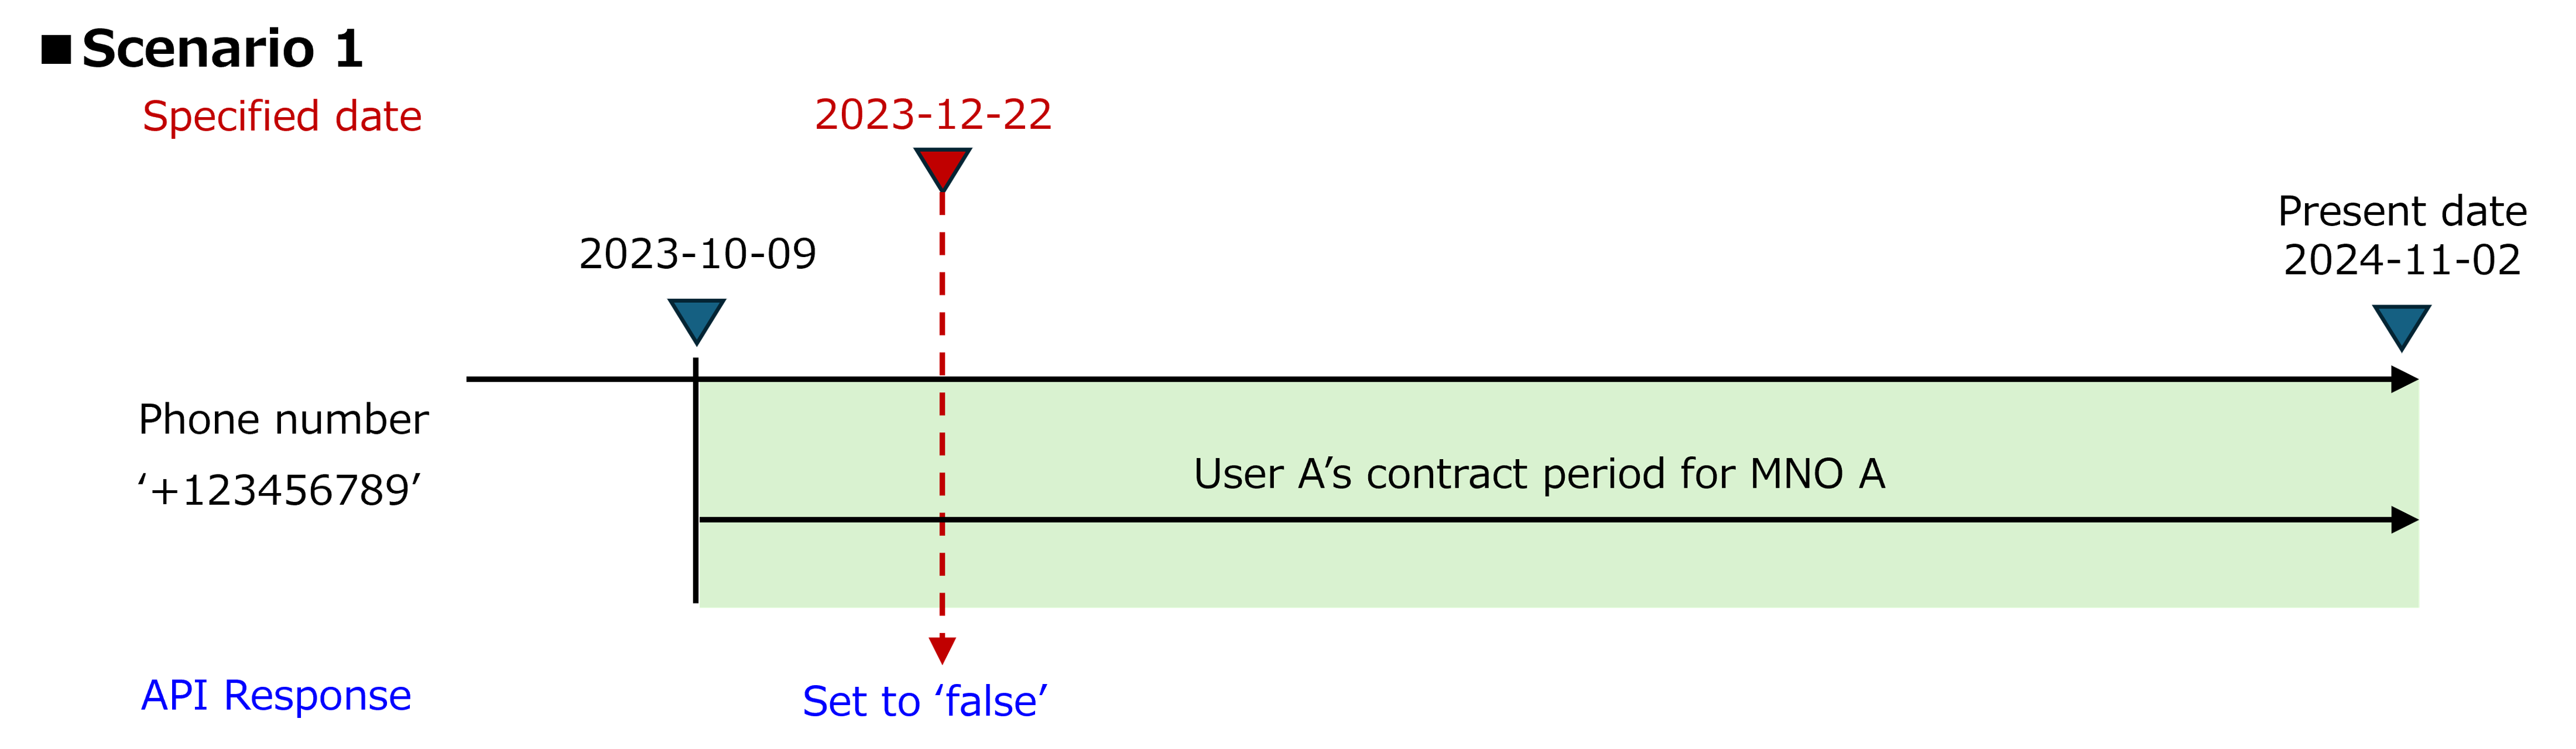 ■ Scenario 1
Specified date
2023-12-22
2023-10-09
Present date
2024-11-02
Phone number
‘+123456789’
User A’s contract period for MNO A
API Response
Set to ‘false’